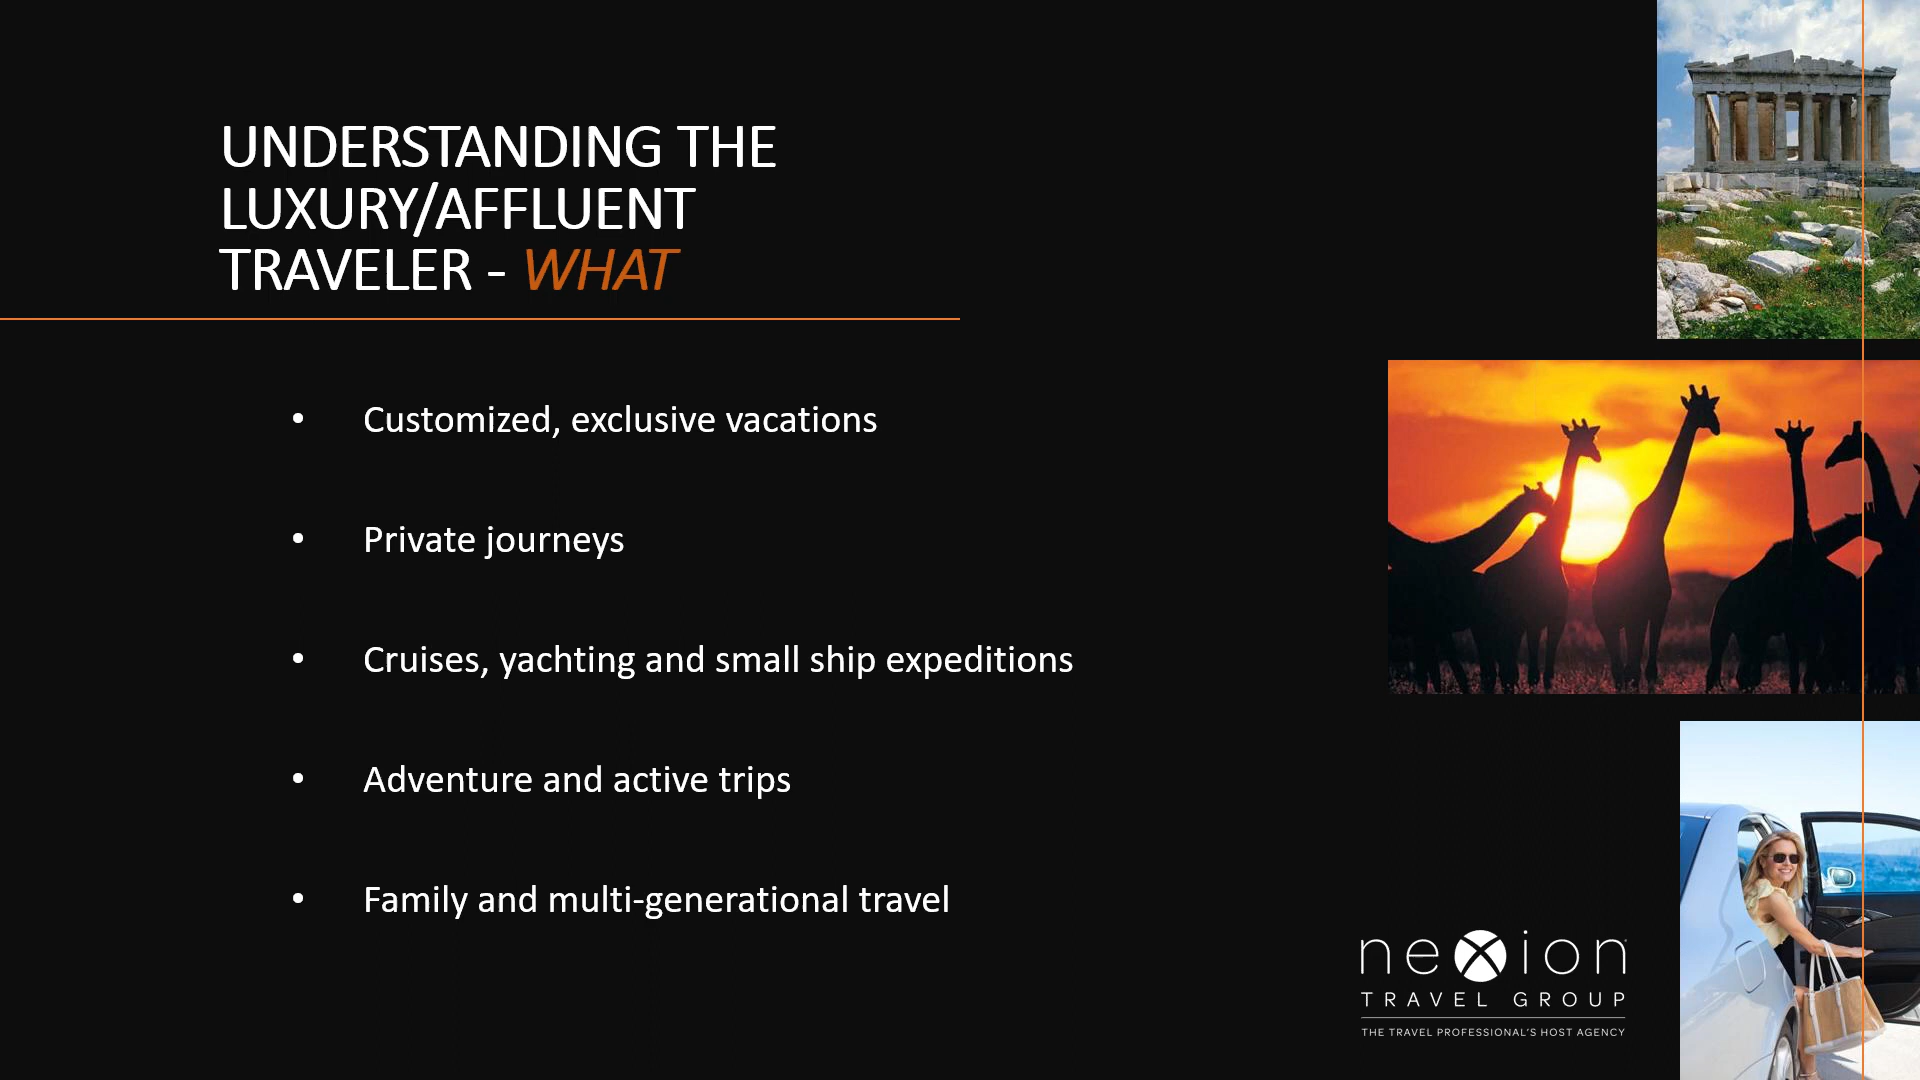 UNDERSTANDING THE
LUXURY/AFFLUENT
TRAVELER - WHAT
• Customized, exclusive vacations
• Private journeys
• Cruises, yachting and small ship expeditions
• Adventure and active trips
• Family and multi-generational travel
nexion
TRAVEL GROUP
THE TRAVEL PROFESSIONAL'S HOST AGENCY